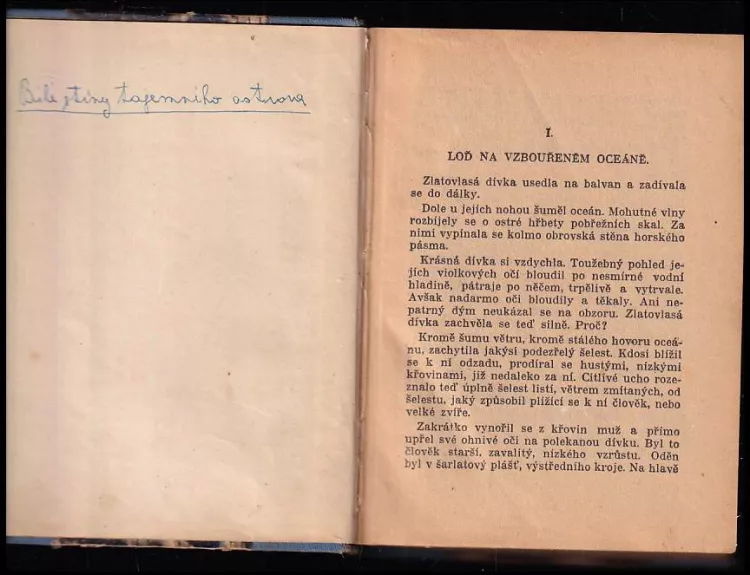 Bílé stíny tajemného ostrova
I.
LOĎ NA VZBOUŘENÉM OCEÁNĚ.
Zlatovlasá dívka usedla na balvan a zadívala
se do dálky.
Dole u jejích nohou šuměl oceán. Mohutné vlny
rozbíjely se o ostré hřbety pobřežních skal. Za
nimi vypínala se kolmo obrovská stěna horského
pásma.
Krásná dívka si vzdychla. Toužebný pohled je-
jích violkových očí bloudil po nesmírné vodní
hladině, pátraje po něčem, trpělivě a vytrvale.
Avšak nadarmo oči bloudily a těkaly. Ani ne-
patrný dým neukázal se na obzoru. Zlatovlasá
dívka zachvěla se teď silně. Proč?
Kromě šumu větru, kromě stálého hovoru oceá-
nu, zachytila jakýsi podezřelý šelest. Kdosi blížil
se k ní odzadu, prodíral se hustými, nízkými
křovinami, již nedaleko za ní. Citlivé ucho roze-
znalo teď úplně šelest listí, větrem zmítaných, od
šelestu, jaký způsobil plížící se k ní člověk, nebo
velké zvíře.
Zakrátko vynořil se z křovin muž a přímo
upřel své ohnivé oči na polekanou dívku. Byl to
člověk starší, zavalitý, nízkého vzrůstu. Oděn
byl v šarlatový plášť, výstředního kroje. Na hlavě